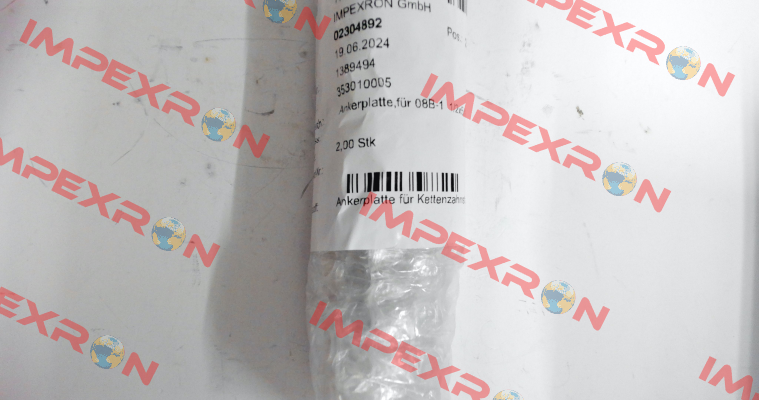 IMPEXRON GmbH
02304892
Pos.
19.06.2024
1389494
353010005
Ankerplatte,für 08B-1
2,00 Stk
Ankerplatte für Kettenzahn
IMPEXRON
IMPEXRON
IMPEXRON
IMPEXRON
IMPEXRON
IMPEXRON